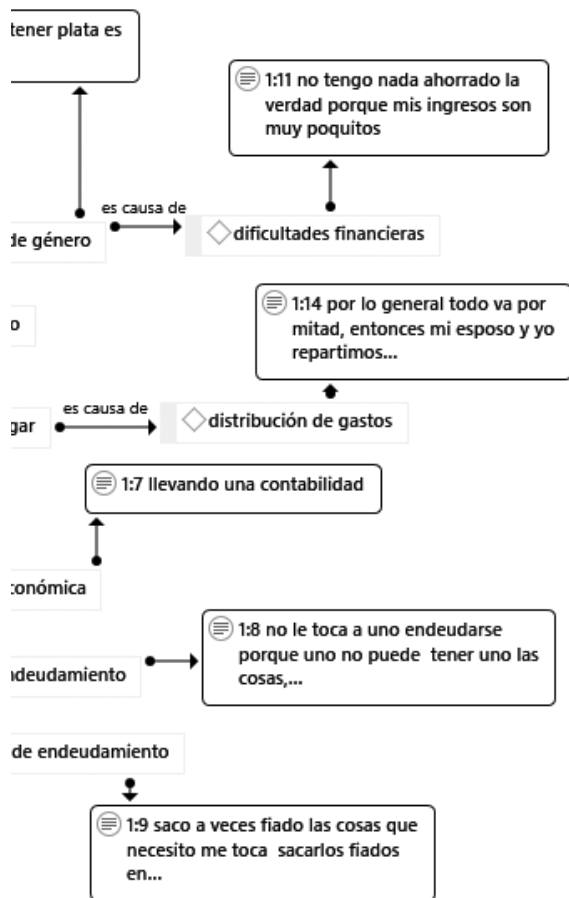 tener plata es
1:11 no tengo nada ahorrado la
verdad porque mis ingresos son
muy poquitos
es causa de
de género
dificultades financieras
o
1:14 por lo general todo va por
mitad, entonces mi esposo y yo
repartimos...
es causa de
gar
distribución de gastos
1:7 llevando una contabilidad
conómica
1:8 no le toca a uno endeudarse
porque uno no puede tener uno las
cosas,...
ndeudamiento
de endeudamiento
1:9 saco a veces fiado las cosas que
necesito me toca sacarlos fiados
en...